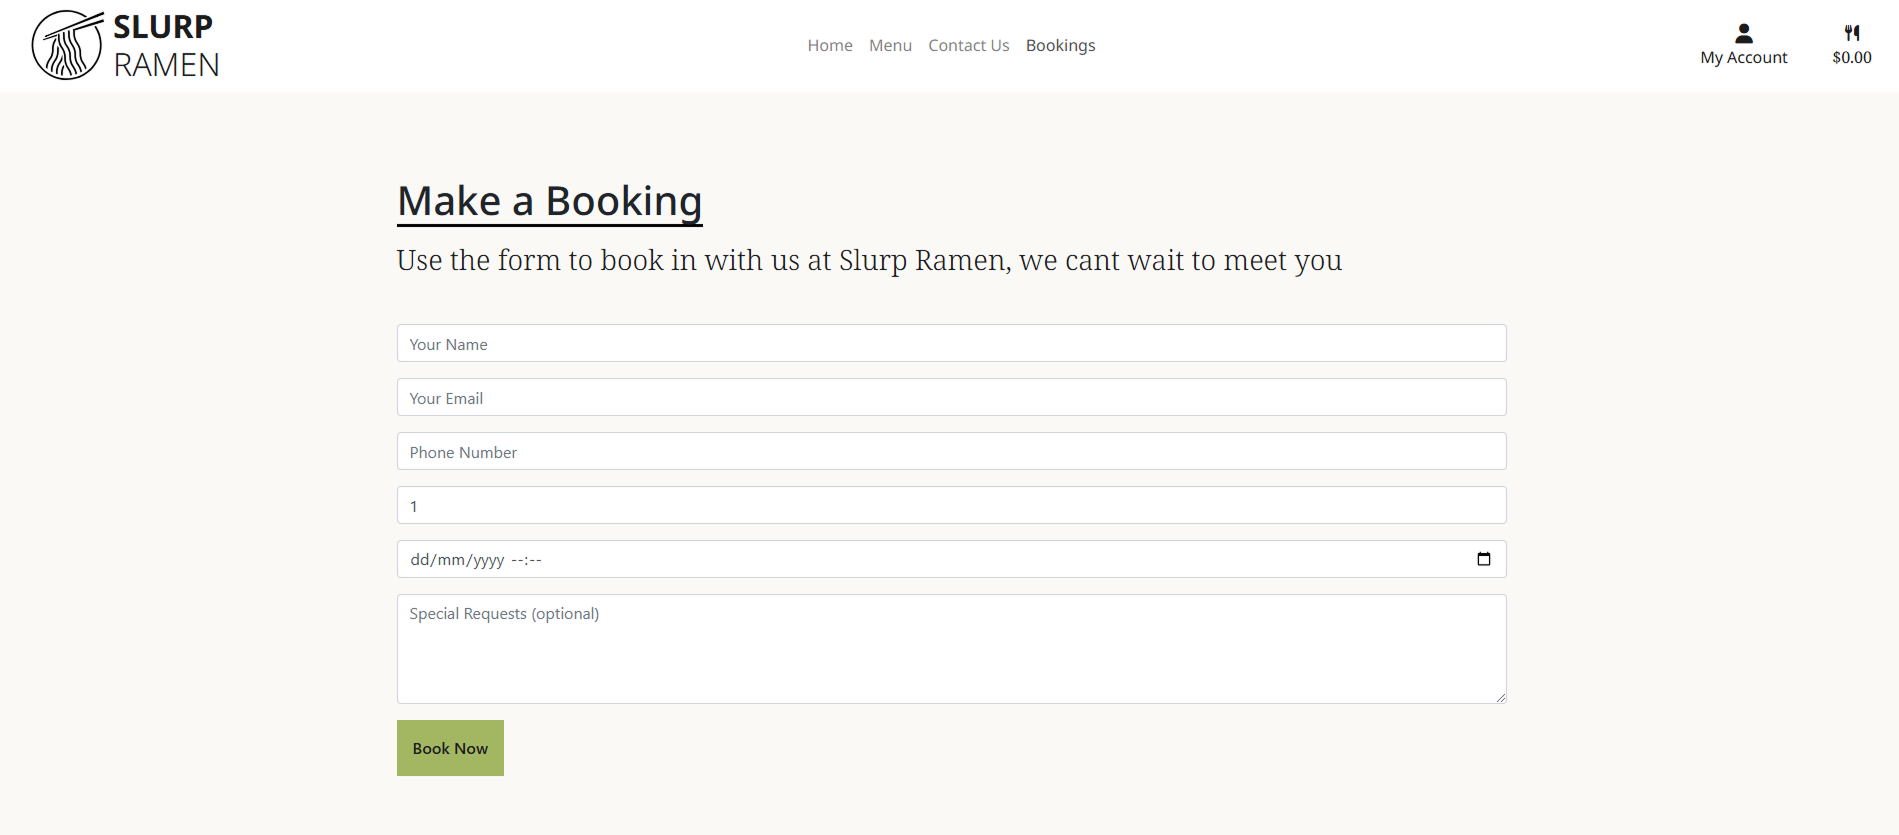 SLURP
RAMEN
Home Menu Contact Us Bookings
My Account
$0.00
Make a Booking
Use the form to book in with us at Slurp Ramen, we cant wait to meet you
Your Name
Your Email
Phone Number
1
dd/mm/yyyy --:--
Special Requests (optional)
Book Now